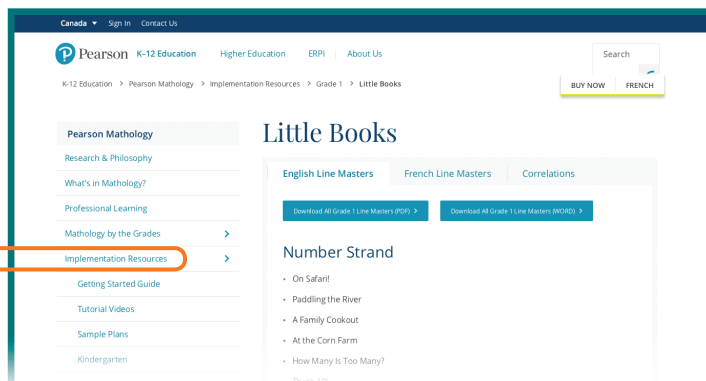 Canada Sign In Contact Us
Pearson K–12 Education Higher Education ERPI About Us
Search
K-12 Education > Pearson Mathology > Implementation Resources > Grade 1 > Little Books
BUY NOW FRENCH
Pearson Mathology
Research & Philosophy
What's in Mathology?
Professional Learning
Mathology by the Grades >
Implementation Resources >
Getting Started Guide
Tutorial Videos
Sample Plans
Kindergarten
Little Books
English Line Masters French Line Masters Correlations
Download All Grade 1 Line Masters (PDF) > Download All Grade 1 Line Masters (WORD) >
Number Strand
• On Safari!
• Paddling the River
• A Family Cookout
• At the Corn Farm
• How Many Is Too Many?